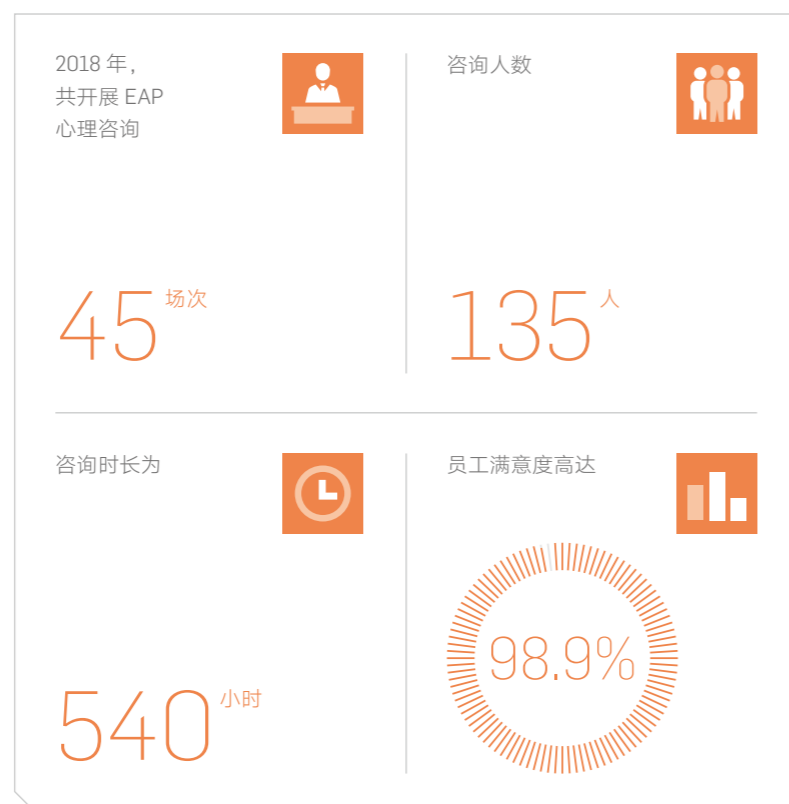 2018 年，
共开展 EAP
心理咨询
45 场次
咨询人数
135 人
咨询时长为
540 小时
员工满意度高达
98.9%